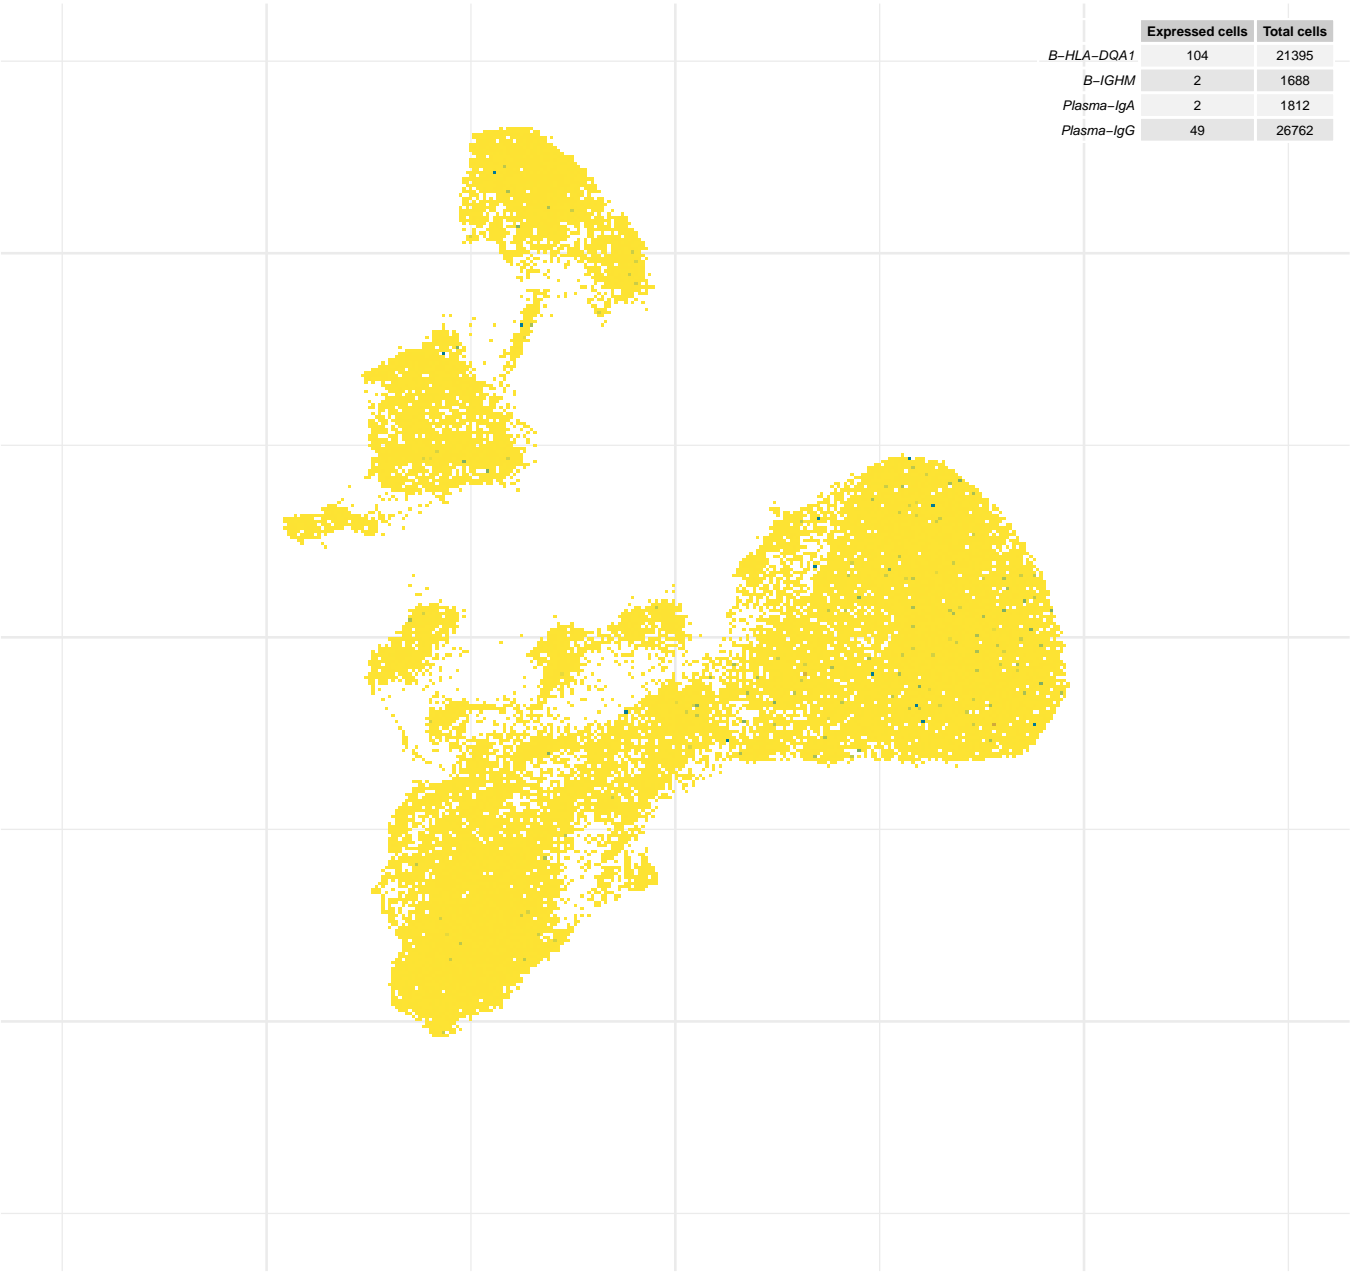 Expressed cells Total cells
B−HLA−DQA1 104 21395
B−IGHM 2 1688
Plasma−IgA 2 1812
Plasma−IgG 49 26762